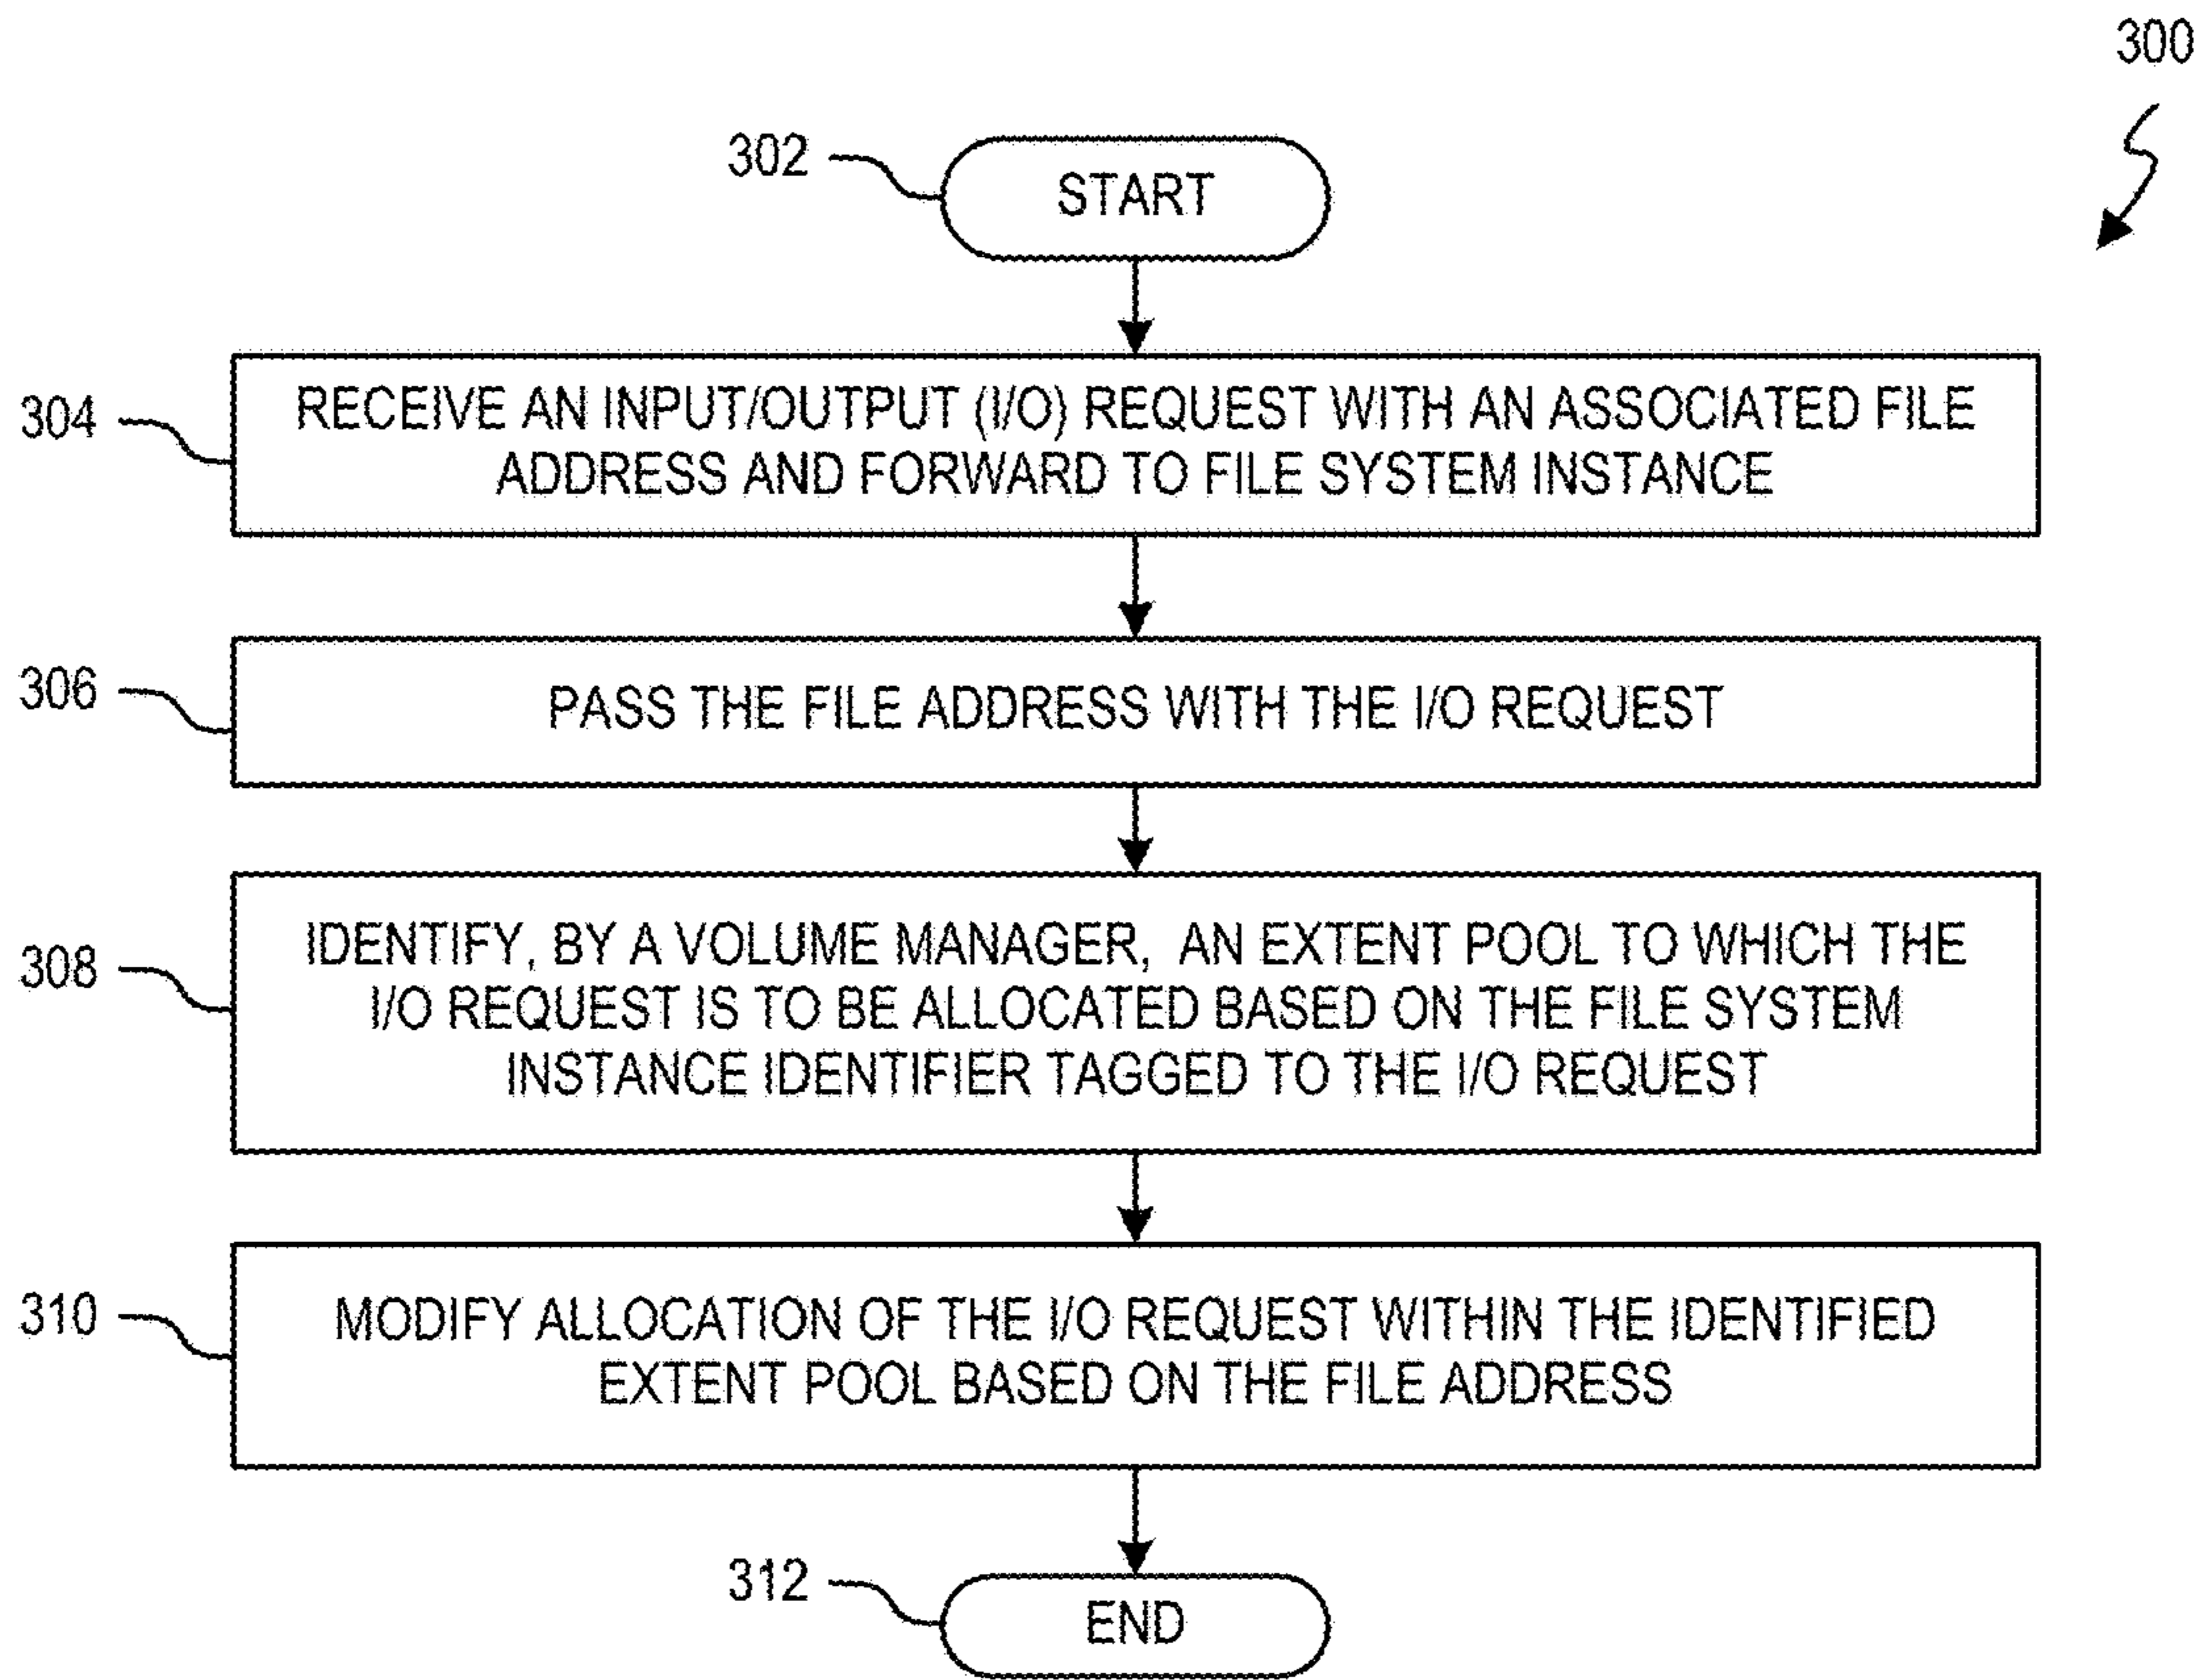 300
302
START
304
RECEIVE AN INPUT/OUTPUT (I/O) REQUEST WITH AN ASSOCIATED FILE
ADDRESS AND FORWARD TO FILE SYSTEM INSTANCE
306
PASS THE FILE ADDRESS WITH THE I/O REQUEST
308
IDENTIFY, BY A VOLUME MANAGER, AN EXTENT POOL TO WHICH THE
I/O REQUEST IS TO BE ALLOCATED BASED ON THE FILE SYSTEM
INSTANCE IDENTIFIER TAGGED TO THE I/O REQUEST
310
MODIFY ALLOCATION OF THE I/O REQUEST WITHIN THE IDENTIFIED
EXTENT POOL BASED ON THE FILE ADDRESS
312
END